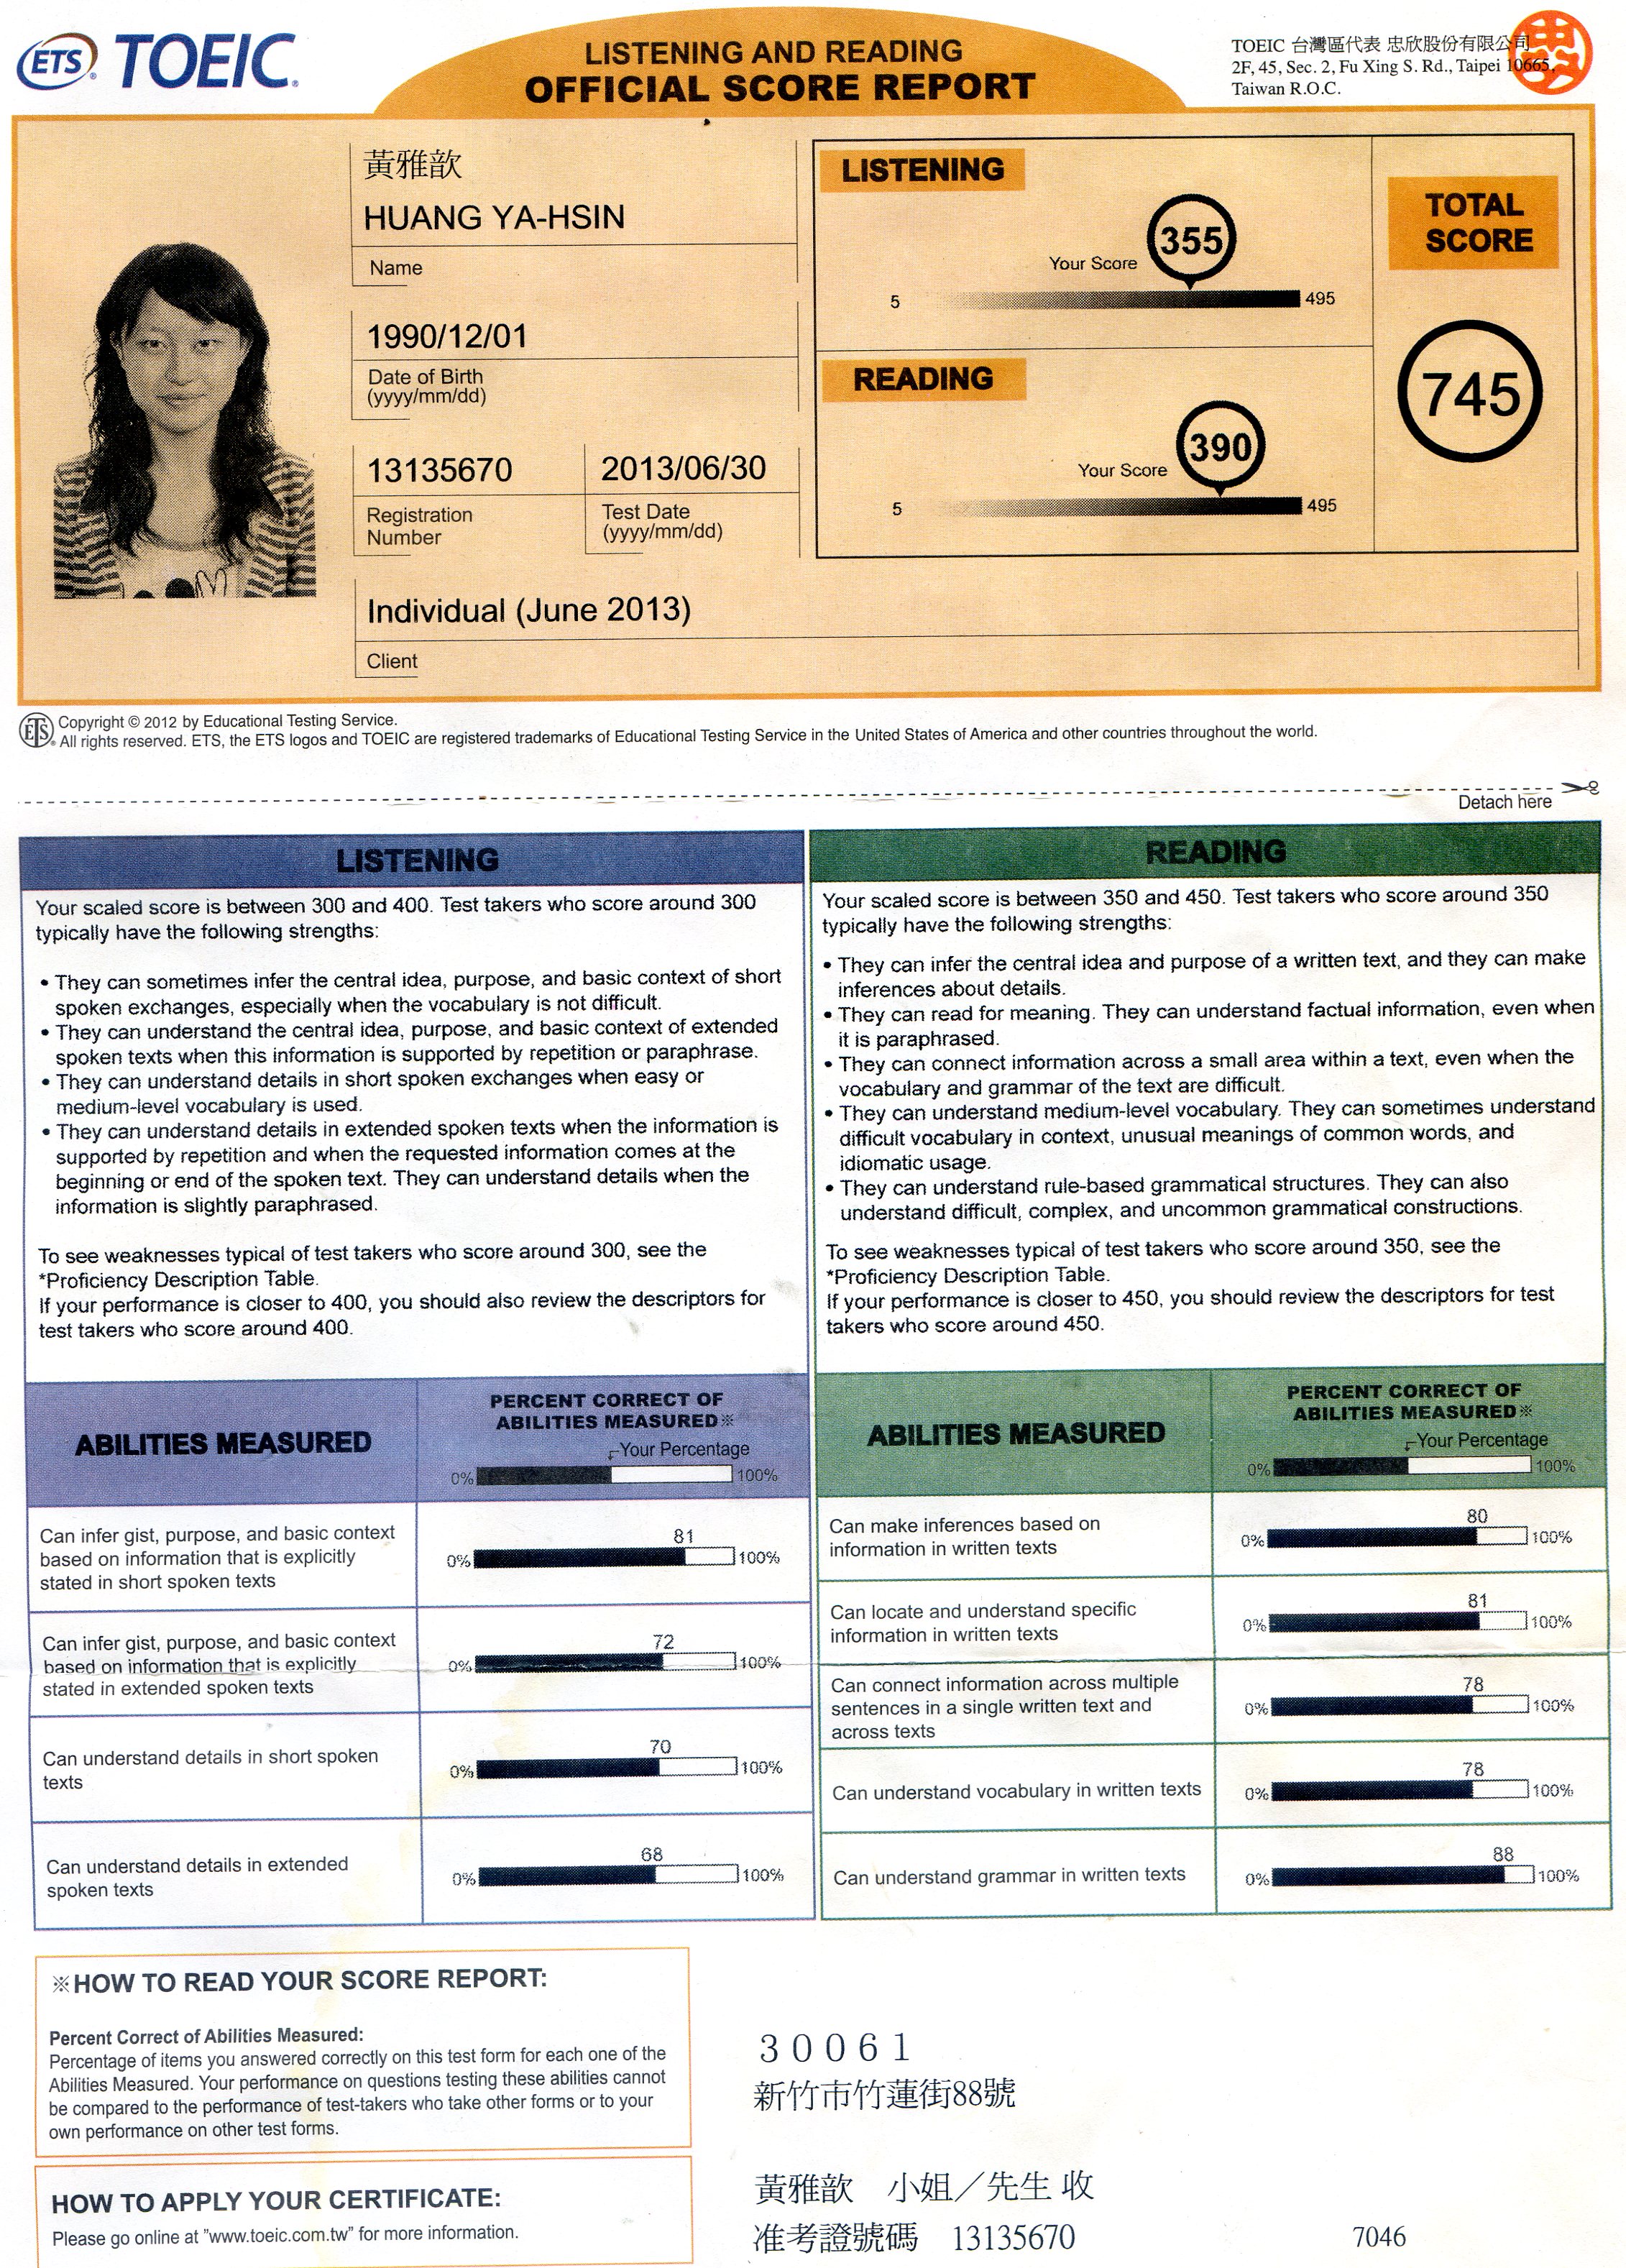 ETS TOEIC
LISTENING AND READING
OFFICIAL SCORE REPORT
TOEIC 台灣區代表 忠欣股份有限公司
2F, 45, Sec. 2, Fu Xing S. Rd., Taipei 10665,
Taiwan R.O.C.
黃雅歆
HUANG YA-HSIN
Name
1990/12/01
Date of Birth
(yyyy/mm/dd)
13135670
Registration
Number
2013/06/30
Test Date
(yyyy/mm/dd)
Individual (June 2013)
Client
LISTENING
355
Your Score
5
495
READING
390
Your Score
5
495
TOTAL
SCORE
745
ETS
Copyright © 2012 by Educational Testing Service.
All rights reserved. ETS, the ETS logos and TOEIC are registered trademarks of Educational Testing Service in the United States of America and other countries throughout the world.
Detach here
LISTENING
Your scaled score is between 300 and 400. Test takers who score around 300
typically have the following strengths:
• They can sometimes infer the central idea, purpose, and basic context of short
spoken exchanges, especially when the vocabulary is not difficult.
• They can understand the central idea, purpose, and basic context of extended
spoken texts when this information is supported by repetition or paraphrase.
• They can understand details in short spoken exchanges when easy or
medium-level vocabulary is used.
• They can understand details in extended spoken texts when the information is
supported by repetition and when the requested information comes at the
beginning or end of the spoken text. They can understand details when the
information is slightly paraphrased.
To see weaknesses typical of test takers who score around 300, see the
*Proficiency Description Table.
If your performance is closer to 400, you should also review the descriptors for
test takers who score around 400.
ABILITIES MEASURED
PERCENT CORRECT OF
ABILITIES MEASURED※
Your Percentage
0% 100%
Can infer gist, purpose, and basic context
based on information that is explicitly
stated in short spoken texts
81
0% 100%
Can infer gist, purpose, and basic context
based on information that is explicitly
stated in extended spoken texts
72
0% 100%
Can understand details in short spoken
texts
70
0% 100%
Can understand details in extended
spoken texts
68
0% 100%
READING
Your scaled score is between 350 and 450. Test takers who score around 350
typically have the following strengths:
• They can infer the central idea and purpose of a written text, and they can make
inferences about details.
• They can read for meaning. They can understand factual information, even when
it is paraphrased.
• They can connect information across a small area within a text, even when the
vocabulary and grammar of the text are difficult.
• They can understand medium-level vocabulary. They can sometimes understand
difficult vocabulary in context, unusual meanings of common words, and
idiomatic usage.
• They can understand rule-based grammatical structures. They can also
understand difficult, complex, and uncommon grammatical constructions.
To see weaknesses typical of test takers who score around 350, see the
*Proficiency Description Table.
If your performance is closer to 450, you should review the descriptors for test
takers who score around 450.
ABILITIES MEASURED
PERCENT CORRECT OF
ABILITIES MEASURED※
Your Percentage
0% 100%
Can make inferences based on
information in written texts
80
0% 100%
Can locate and understand specific
information in written texts
81
0% 100%
Can connect information across multiple
sentences in a single written text and
across texts
78
0% 100%
Can understand vocabulary in written texts
78
0% 100%
Can understand grammar in written texts
88
0% 100%
※HOW TO READ YOUR SCORE REPORT:
Percent Correct of Abilities Measured:
Percentage of items you answered correctly on this test form for each one of the
Abilities Measured. Your performance on questions testing these abilities cannot
be compared to the performance of test-takers who take other forms or to your
own performance on other test forms.
HOW TO APPLY YOUR CERTIFICATE:
Please go online at "www.toeic.com.tw" for more information.
30061
新竹市竹蓮街88號
黃雅歆 小姐／先生 收
准考證號碼 13135670
7046